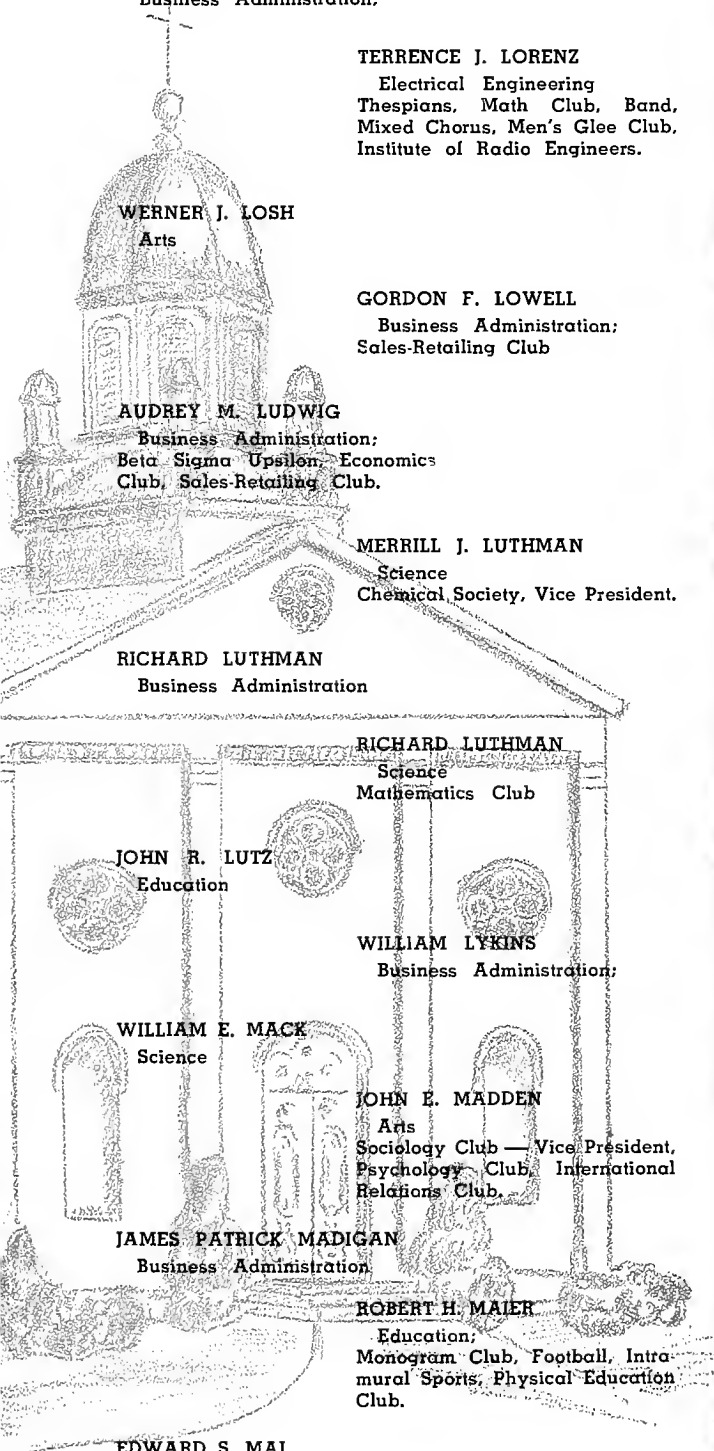 Business Administration;
TERRENCE J. LORENZ
Electrical Engineering
Thespians, Math Club, Band,
Mixed Chorus, Men's Glee Club,
Institute of Radio Engineers.
WERNER J. LOSH
Arts
GORDON F. LOWELL
Business Administration;
Sales-Retailing Club
AUDREY M. LUDWIG
Business Administration;
Beta Sigma Upsilon, Economics
Club, Sales-Retailing Club.
MERRILL J. LUTHMAN
Science
Chemical Society, Vice President.
RICHARD LUTHMAN
Business Administration
RICHARD LUTHMAN
Science
Mathematics Club
JOHN R. LUTZ
Education
WILLIAM LYKINS
Business Administration;
WILLIAM E. MACK
Science
JOHN E. MADDEN
Arts
Sociology Club — Vice President,
Psychology Club, International
Relations Club.
JAMES PATRICK MADIGAN
Business Administration
ROBERT H. MAIER
Education;
Monogram Club, Football, Intra-
mural Sports, Physical Education
Club.
EDWARD S. MAL